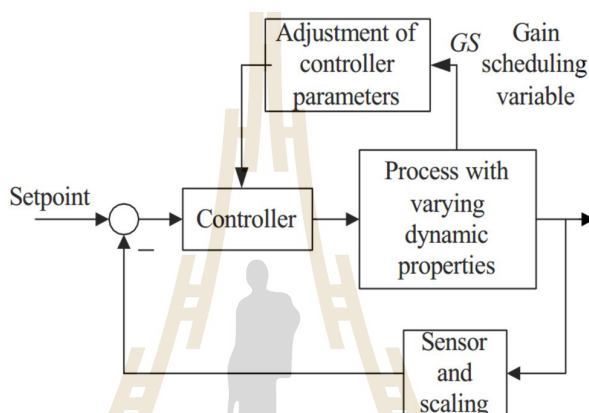 Adjustment of
controller
parameters
GS Gain
scheduling
variable
Setpoint
Controller
Process with
varying
dynamic
properties
–
Sensor
and
scaling